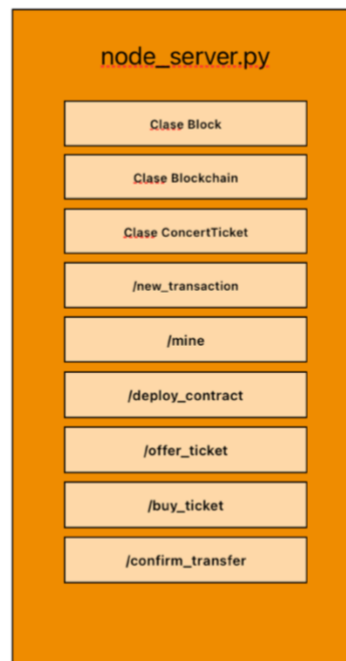 node_server.py
Clase Block
Clase Blockchain
Clase ConcertTicket
/new_transaction
/mine
/deploy_contract
/offer_ticket
/buy_ticket
/confirm_transfer